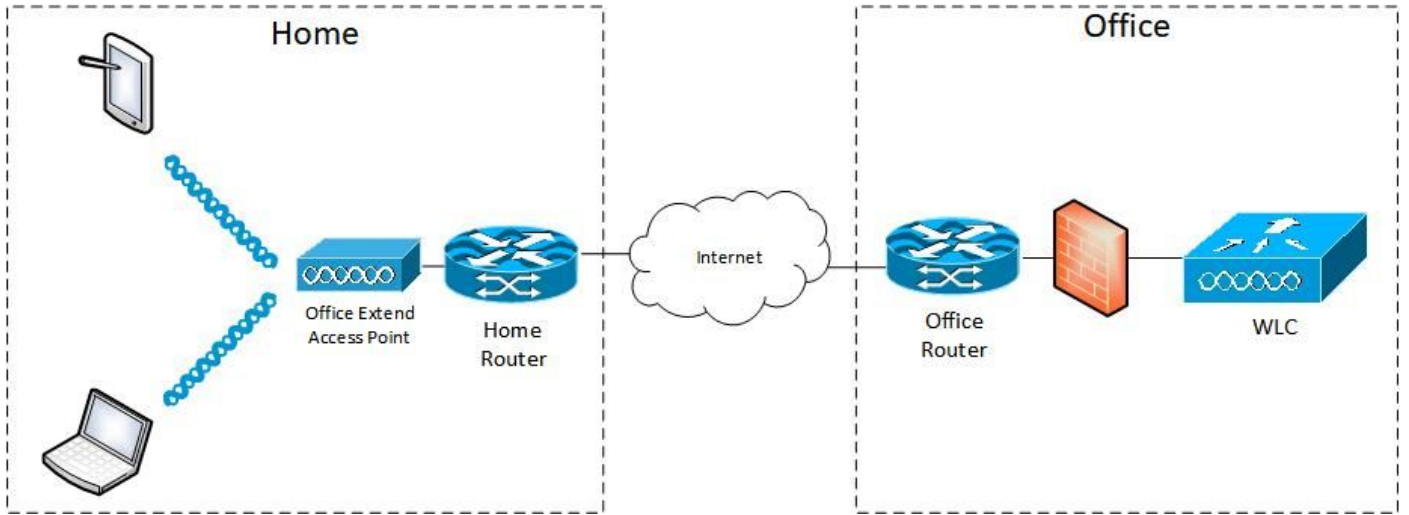 Home
Office
Internet
Office Extend
Access Point
Home
Router
Office
Router
WLC